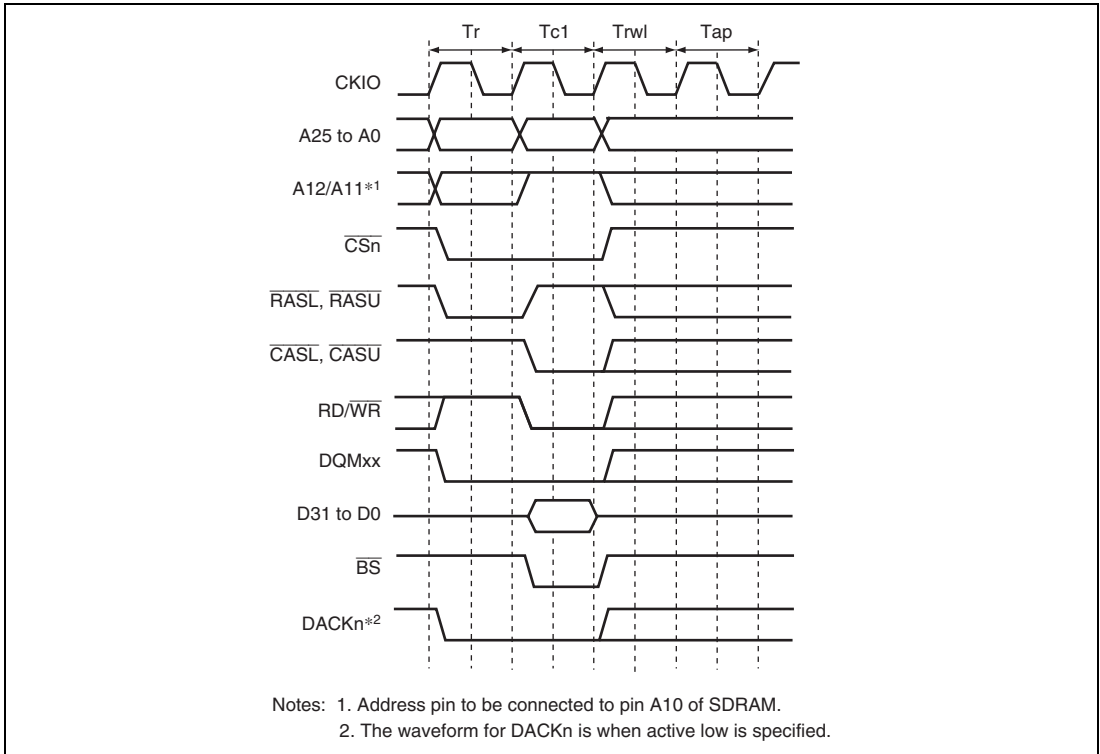 Tr Tc1 Trwl Tap
CKIO
A25 to A0
A12/A11*1
CSn
RASL, RASU
CASL, CASU
RD/WR
DQMxx
D31 to D0
BS
DACKn*2
Notes: 1. Address pin to be connected to pin A10 of SDRAM.
2. The waveform for DACKn is when active low is specified.